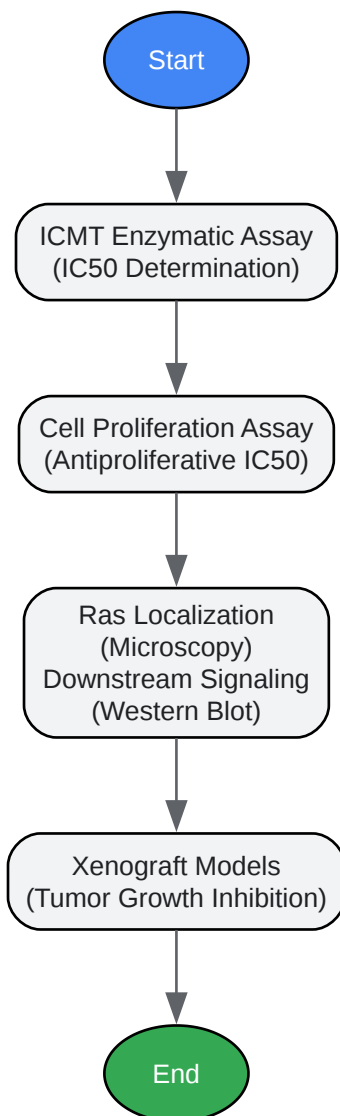 Start
ICMT Enzymatic Assay
(IC50 Determination)
Cell Proliferation Assay
(Antiproliferative IC50)
Ras Localization
(Microscopy)
Downstream Signaling
(Western Blot)
Xenograft Models
(Tumor Growth Inhibition)
End